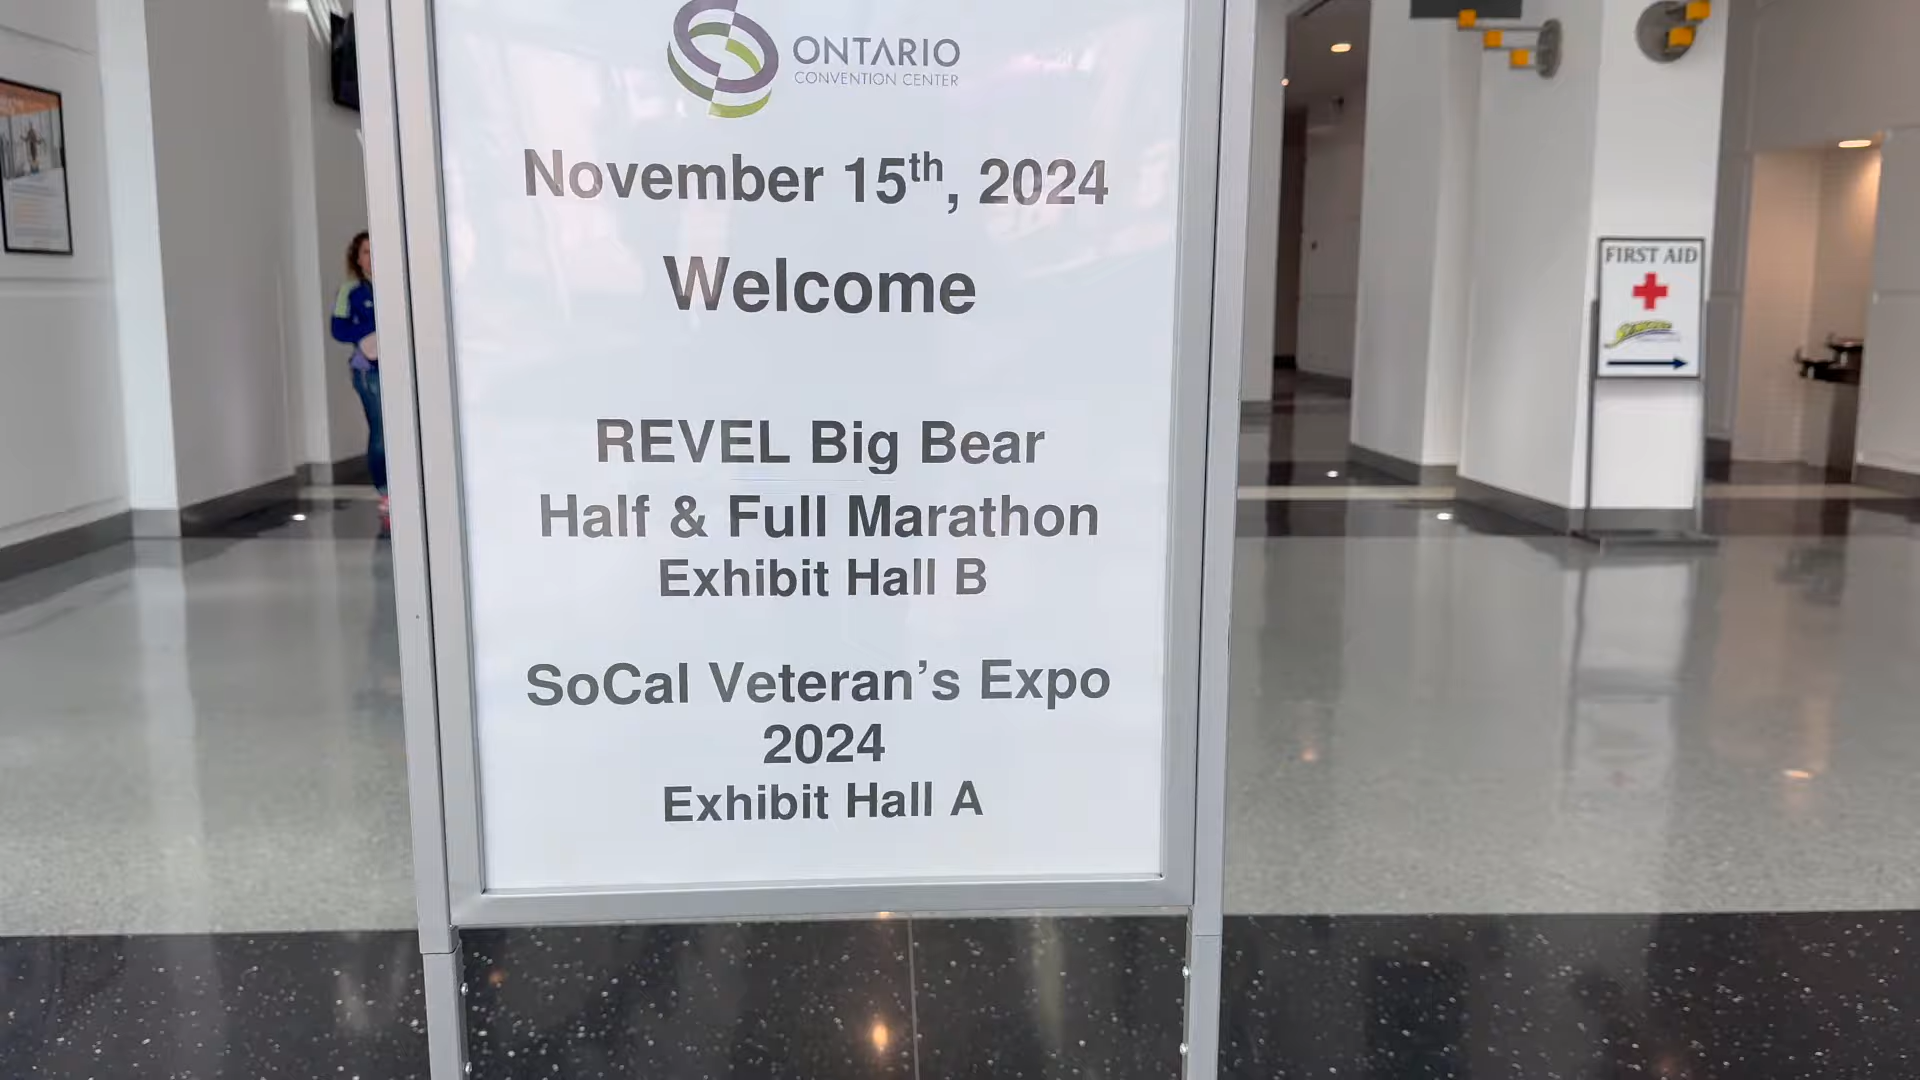 ONTARIO
CONVENTION CENTER
November 15th, 2024
Welcome
REVEL Big Bear
Half & Full Marathon
Exhibit Hall B
SoCal Veteran’s Expo
2024
Exhibit Hall A
FIRST AID